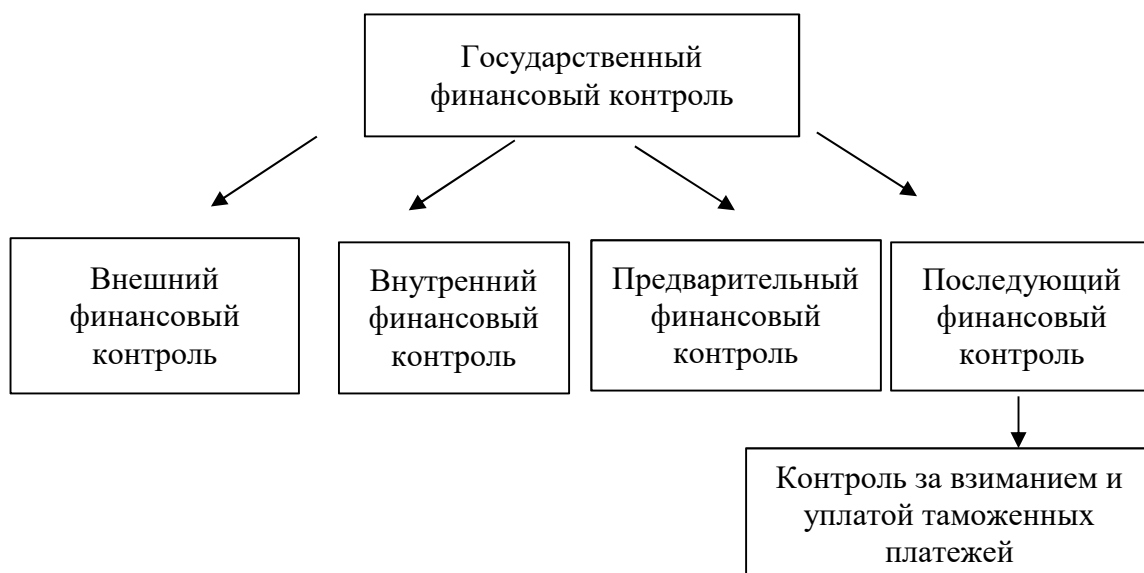 Государственный
финансовый контроль
Внешний
финансовый
контроль
Внутренний
финансовый
контроль
Предварительный
финансовый
контроль
Последующий
финансовый
контроль
Контроль за взиманием и
уплатой таможенных
платежей